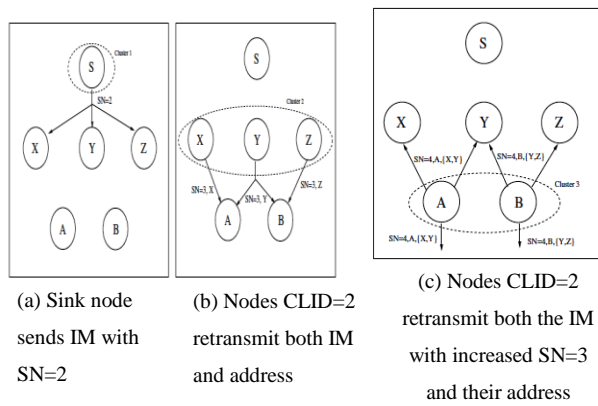 Cluster 1
S
SN=2
X
Y
Z
A
B
S
Cluster 2
X
Y
Z
SN=3, X
SN=3, Y
SN=3, Z
A
B
S
X
Y
Z
SN=4,A,{X,Y}
SN=4,B,{Y,Z}
Cluster 3
A
B
SN=4,A,{X,Y}
SN=4,B,{Y,Z}
(a) Sink node
sends IM with
SN=2
(b) Nodes CLID=2
retransmit both IM
and address
(c) Nodes CLID=2
retransmit both the IM
with increased SN=3
and their address